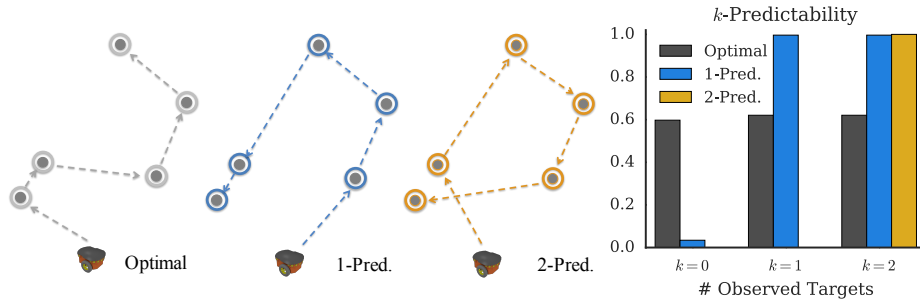 Optimal
1-Pred.
2-Pred.
k-Predictability
1.0
0.8
0.6
0.4
0.2
0.0
Optimal
1-Pred.
2-Pred.
k = 0
k = 1
k = 2
# Observed Targets